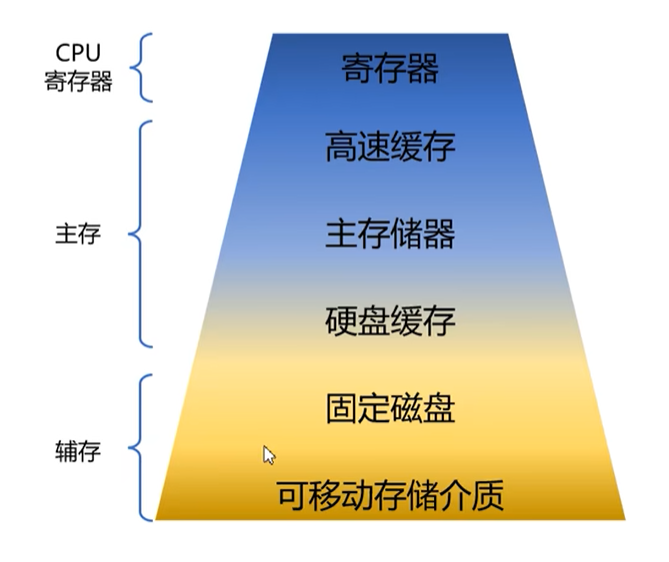 CPU
寄存器
寄存器
高速缓存
主存
主存储器
硬盘缓存
固定磁盘
辅存
可移动存储介质